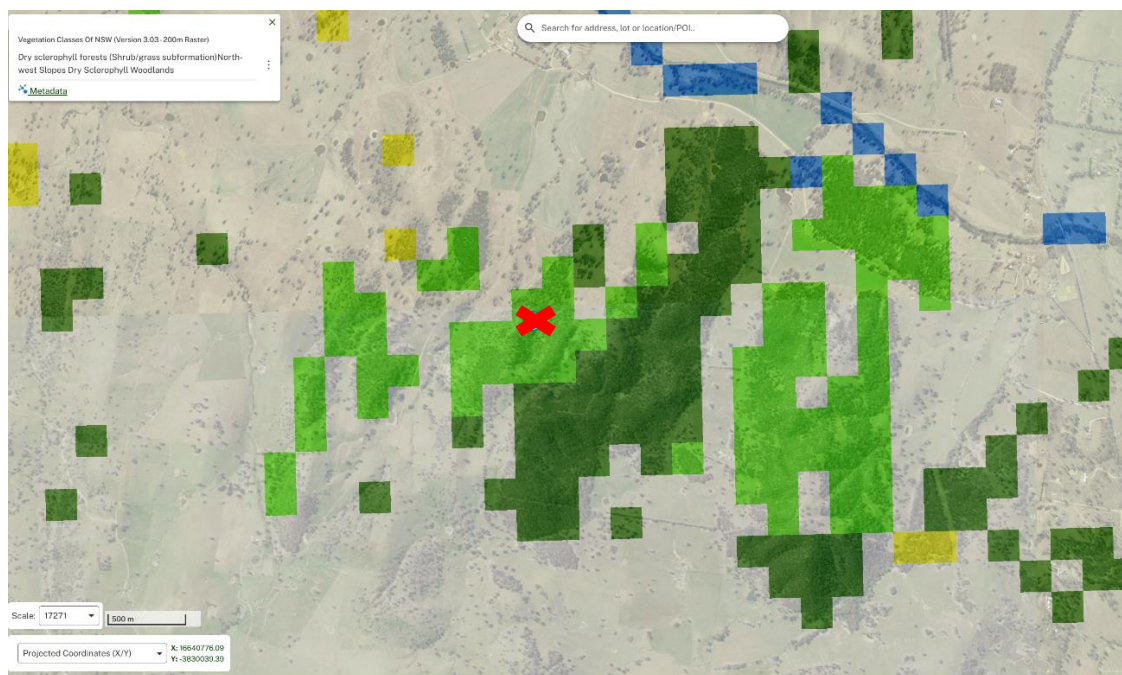 Vegetation Classes Of NSW (Version 3.03 - 200m Raster)
Dry sclerophyll forests (Shrub/grass subformation)North-
west Slopes Dry Sclerophyll Woodlands
Metadata
Search for address, lot or location/POI..
Scale: 17271
500 m
Projected Coordinates (X/Y)
X: 16640776.09
Y: -3830039.39